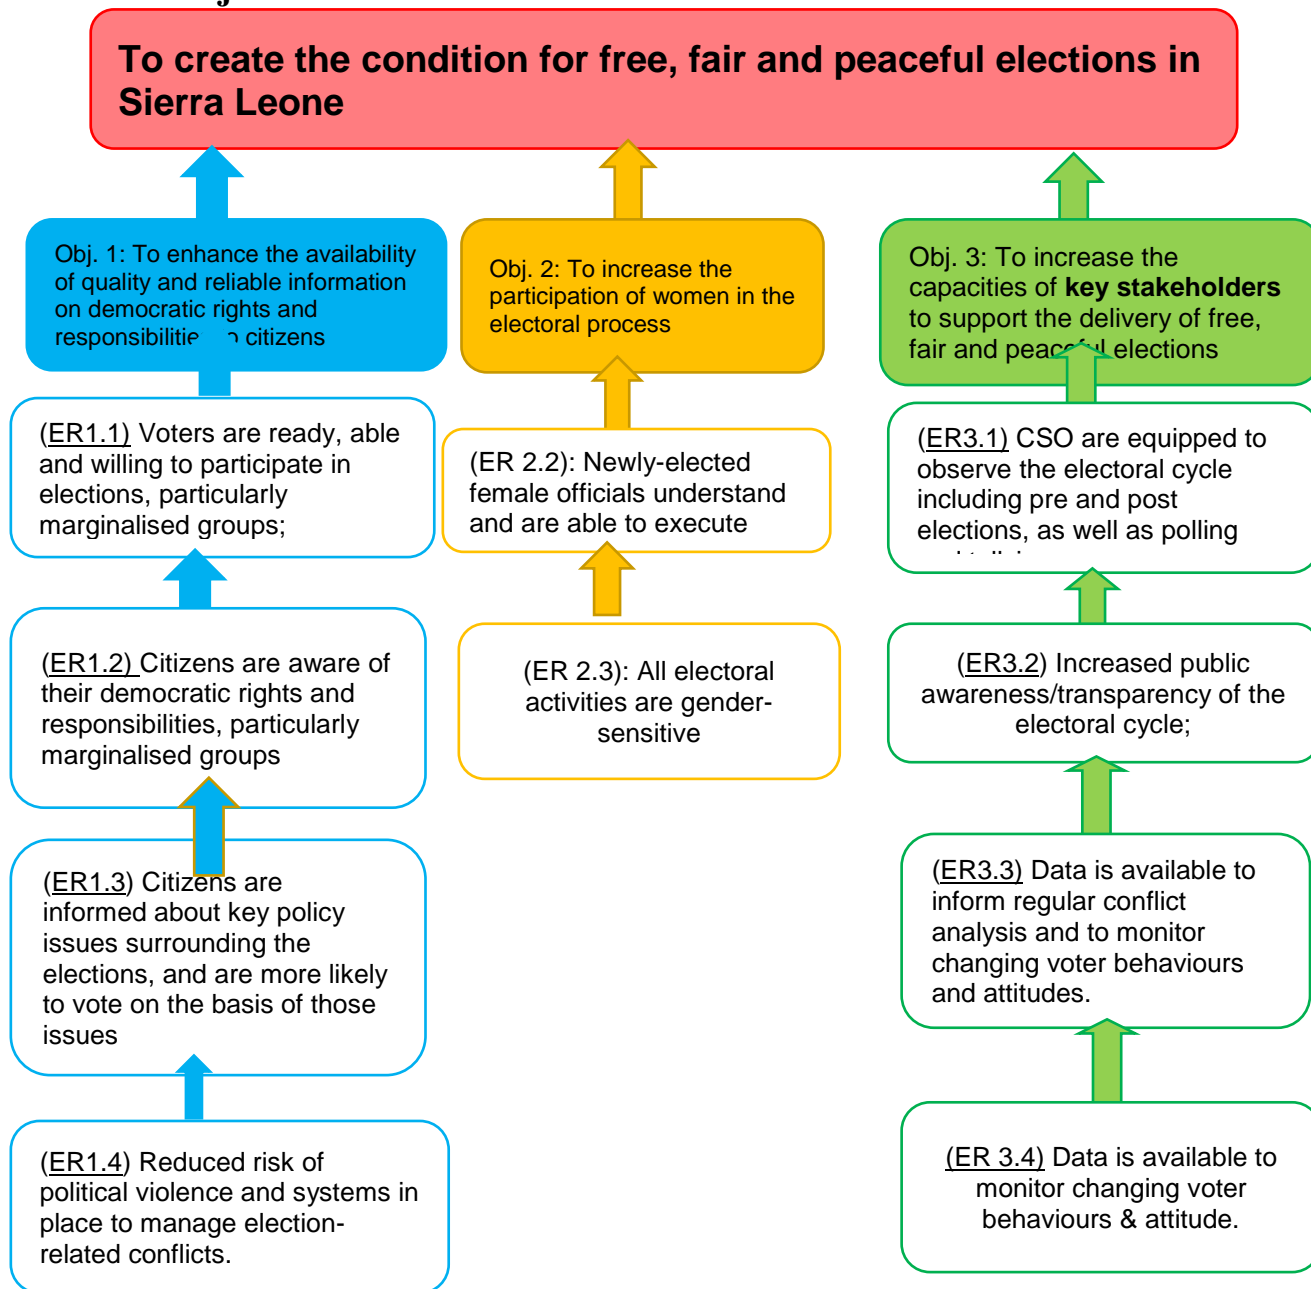 To create the condition for free, fair and peaceful elections in
Sierra Leone
Obj. 1: To enhance the availability
of quality and reliable information
on democratic rights and
responsibilitie citizens
Obj. 2: To increase the
participation of women in the
electoral process
Obj. 3: To increase the
capacities of key stakeholders
to support the delivery of free,
fair and peaceful elections
(ER1.1) Voters are ready, able
and willing to participate in
elections, particularly
marginalised groups;
(ER 2.2): Newly-elected
female officials understand
and are able to execute
(ER3.1) CSO are equipped to
observe the electoral cycle
including pre and post
elections, as well as polling
(ER1.2) Citizens are aware of
their democratic rights and
responsibilities, particularly
marginalised groups
(ER 2.3): All electoral
activities are gender-
sensitive
(ER3.2) Increased public
awareness/transparency of the
electoral cycle;
(ER1.3) Citizens are
informed about key policy
issues surrounding the
elections, and are more likely
to vote on the basis of those
issues
(ER3.3) Data is available to
inform regular conflict
analysis and to monitor
changing voter behaviours
and attitudes.
(ER1.4) Reduced risk of
political violence and systems in
place to manage election-
related conflicts.
(ER 3.4) Data is available to
monitor changing voter
behaviours & attitude.